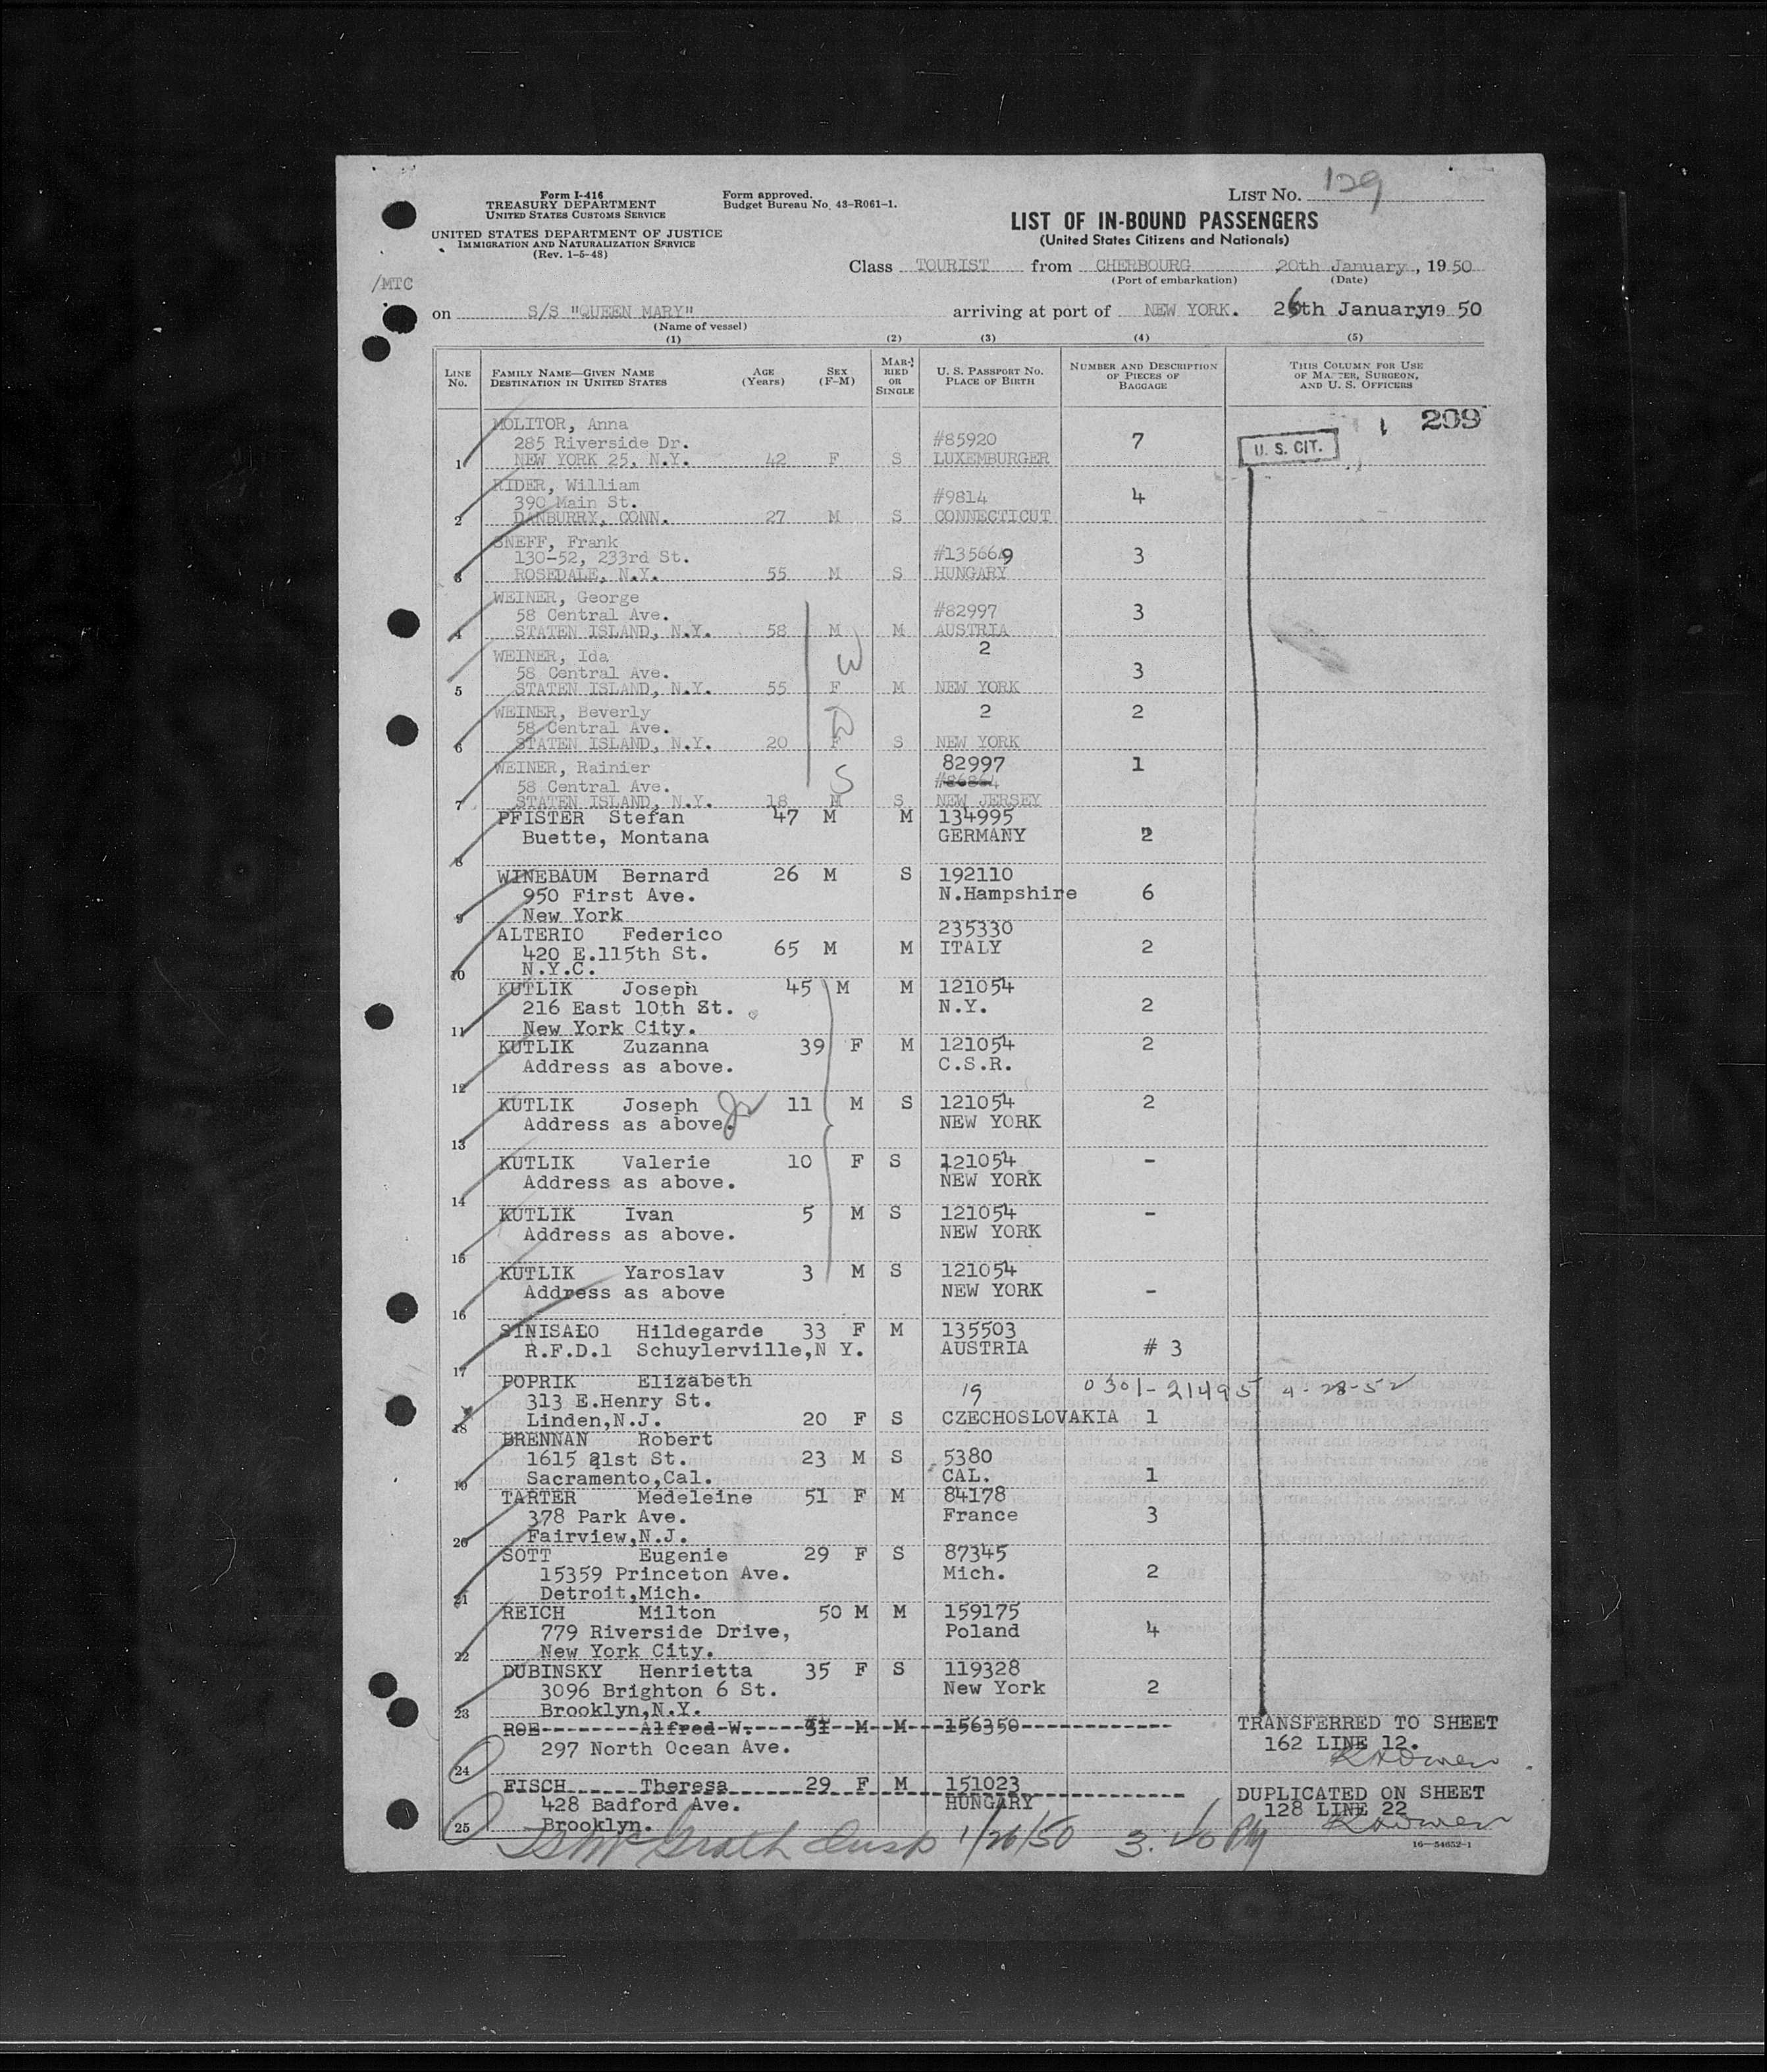 LIST No. 129
Form I-416
TREASURY DEPARTMENT
UNITED STATES CUSTOMS SERVICE
Form approved.
Budget Bureau No. 43-R061-1.
UNITED STATES DEPARTMENT OF JUSTICE
IMMIGRATION AND NATURALIZATION SERVICE
(Rev. 1-5-48)
LIST OF IN-BOUND PASSENGERS
(United States Citizens and Nationals)
/MTC
Class TOURIST from CHERBOURG 20th January, 1950
(Port of embarkation) (Date)
on S/S "QUEEN MARY" arriving at port of NEW YORK. 26th January 1950
(Name of vessel)
(1) (2) (3) (4) (5)
LINE No. FAMILY NAME—GIVEN NAME DESTINATION IN UNITED STATES AGE (Years) SEX (F-M) MARRIED OR SINGLE U. S. PASSPORT NO. PLACE OF BIRTH NUMBER AND DESCRIPTION OF PIECES OF BAGGAGE THIS COLUMN FOR USE OF MASTER, SURGEON, AND U. S. OFFICERS
209
MOLITOR, Anna
285 Riverside Dr. #85920 7 U. S. CIT.
1 NEW YORK 25, N.Y. 42 F S LUXEMBURGER
RIDER, William
390 Main St. #9814 4
2 DANBURRY, CONN. 27 M S CONNECTICUT
SNEFF, Frank
130-52, 233rd St. #135669 3
3 ROSEDALE, N.Y. 55 M S HUNGARY
WEINER, George
58 Central Ave. #82997 3
4 STATEN ISLAND, N.Y. 58 M M AUSTRIA
WEINER, Ida 2
58 Central Ave. W 3
5 STATEN ISLAND, N.Y. 55 F M NEW YORK
WEINER, Beverly 2 2
58 Central Ave. D
6 STATEN ISLAND, N.Y. 20 F S NEW YORK
WEINER, Rainier 82997 1
58 Central Ave. S #86864
7 STATEN ISLAND, N.Y. 18 M S NEW JERSEY
PFISTER Stefan 47 M M 134995
Buette, Montana GERMANY 2
8
WINEBAUM Bernard 26 M S 192110
950 First Ave. N.Hampshire 6
9 New York
ALTERIO Federico 235330
420 E.115th St. 65 M M ITALY 2
10 N.Y.C.
KUTLIK Joseph 45 M M 121054
216 East 10th St. N.Y. 2
11 New York City.
KUTLIK Zuzanna 39 F M 121054 2
Address as above. C.S.R.
12
KUTLIK Joseph Jr 11 M S 121054 2
Address as above. NEW YORK
13
KUTLIK Valerie 10 F S 121054 -
Address as above. NEW YORK
14
KUTLIK Ivan 5 M S 121054 -
Address as above. NEW YORK
15
KUTLIK Yaroslav 3 M S 121054
Address as above NEW YORK -
16
SINISAŁO Hildegarde 33 F M 135503
R.F.D.1 Schuylerville,N Y. AUSTRIA # 3
17
POPRIK Elizabeth
313 E.Henry St. 19 0301-21495 4-28-52
18 Linden,N.J. 20 F S CZECHOSLOVAKIA 1
BRENNAN Robert
1615 21st St. 23 M S 5380
19 Sacramento,Cal. CAL. 1
TARTER Medeleine 51 F M 84178
378 Park Ave. France 3
20 Fairview,N.J.
SOTT Eugenie 29 F S 87345
15359 Princeton Ave. Mich. 2
21 Detroit,Mich.
REICH Milton 50 M M 159175
779 Riverside Drive, Poland 4
22 New York City.
DUBINSKY Henrietta 35 F S 119328
3096 Brighton 6 St. New York 2
23 Brooklyn,N.Y.
ROE Alfred W. 51 M M 156350 TRANSFERRED TO SHEET
297 North Ocean Ave. 162 LINE 12.
24
FISCH Theresa 29 F M 151023 DUPLICATED ON SHEET
428 Badford Ave. HUNGARY 128 LINE 22
25 Brooklyn.
McGrath Insp 1/26/50 3:40 PM
16—54652-1